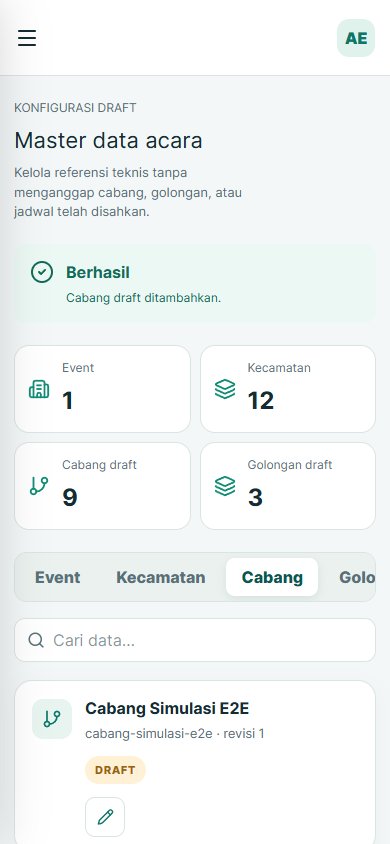 AE
KONFIGURASI DRAFT
Master data acara
Kelola referensi teknis tanpa
menganggap cabang, golongan, atau
jadwal telah disahkan.
Berhasil
Cabang draft ditambahkan.
Event
1
Kecamatan
12
Cabang draft
9
Golongan draft
3
Event Kecamatan Cabang Golo
Cari data...
Cabang Simulasi E2E
cabang-simulasi-e2e · revisi 1
DRAFT